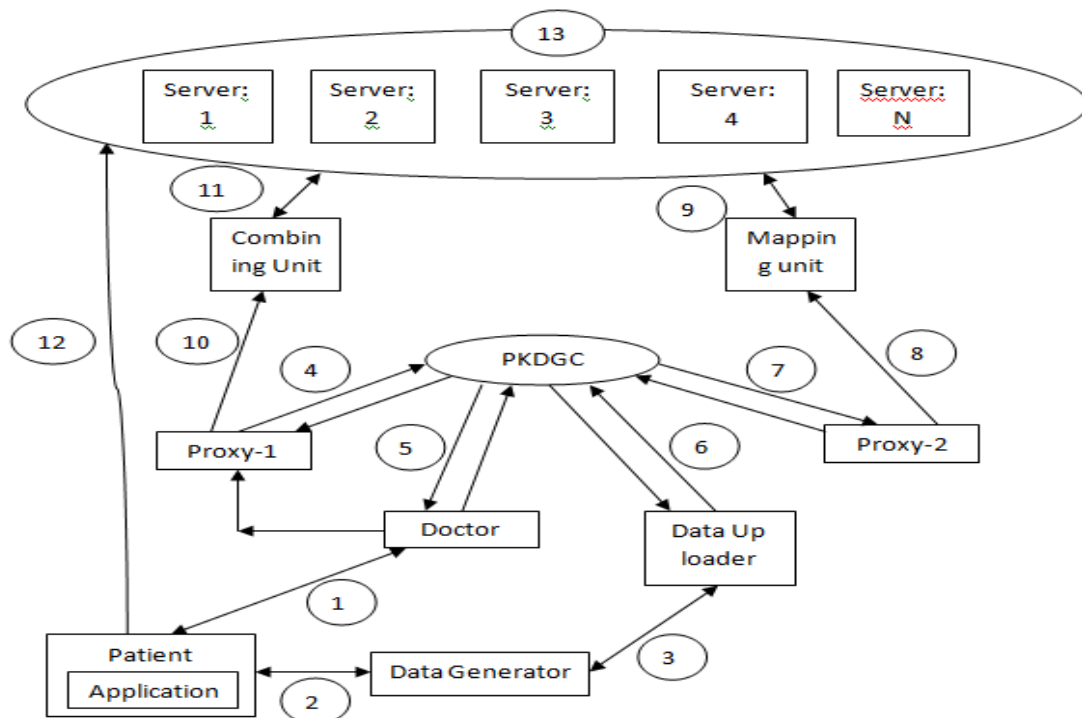 13
Server:
1
Server:
2
Server:
3
Server:
4
Server:
N
11
9
Combin
ing Unit
Mappin
g unit
12
10
4
PKDGC
7
8
Proxy-1
5
6
Proxy-2
Doctor
Data Up
loader
1
3
Patient
Application
2
Data Generator